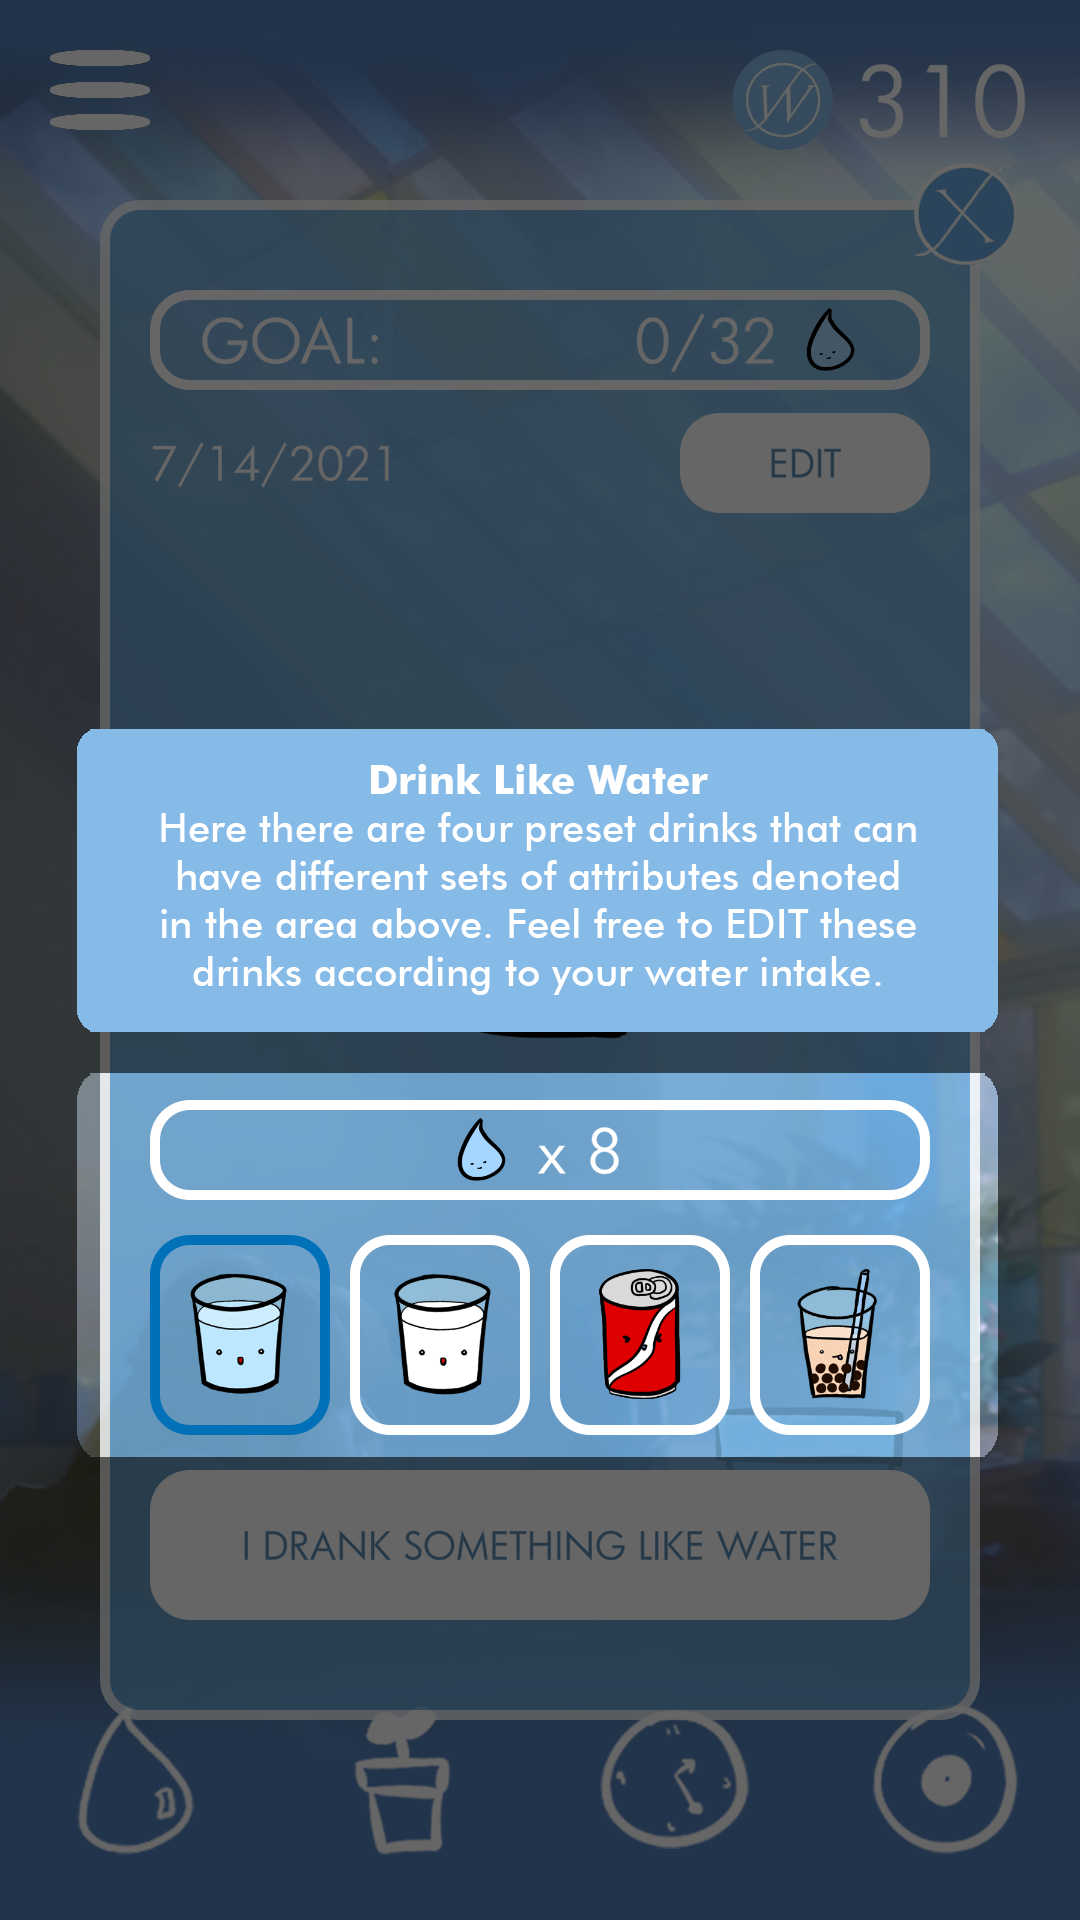 W 310
X
GOAL: 0/32
7/14/2021 EDIT
Drink Like Water
Here there are four preset drinks that can
have different sets of attributes denoted
in the area above. Feel free to EDIT these
drinks according to your water intake.
x 8
I DRANK SOMETHING LIKE WATER